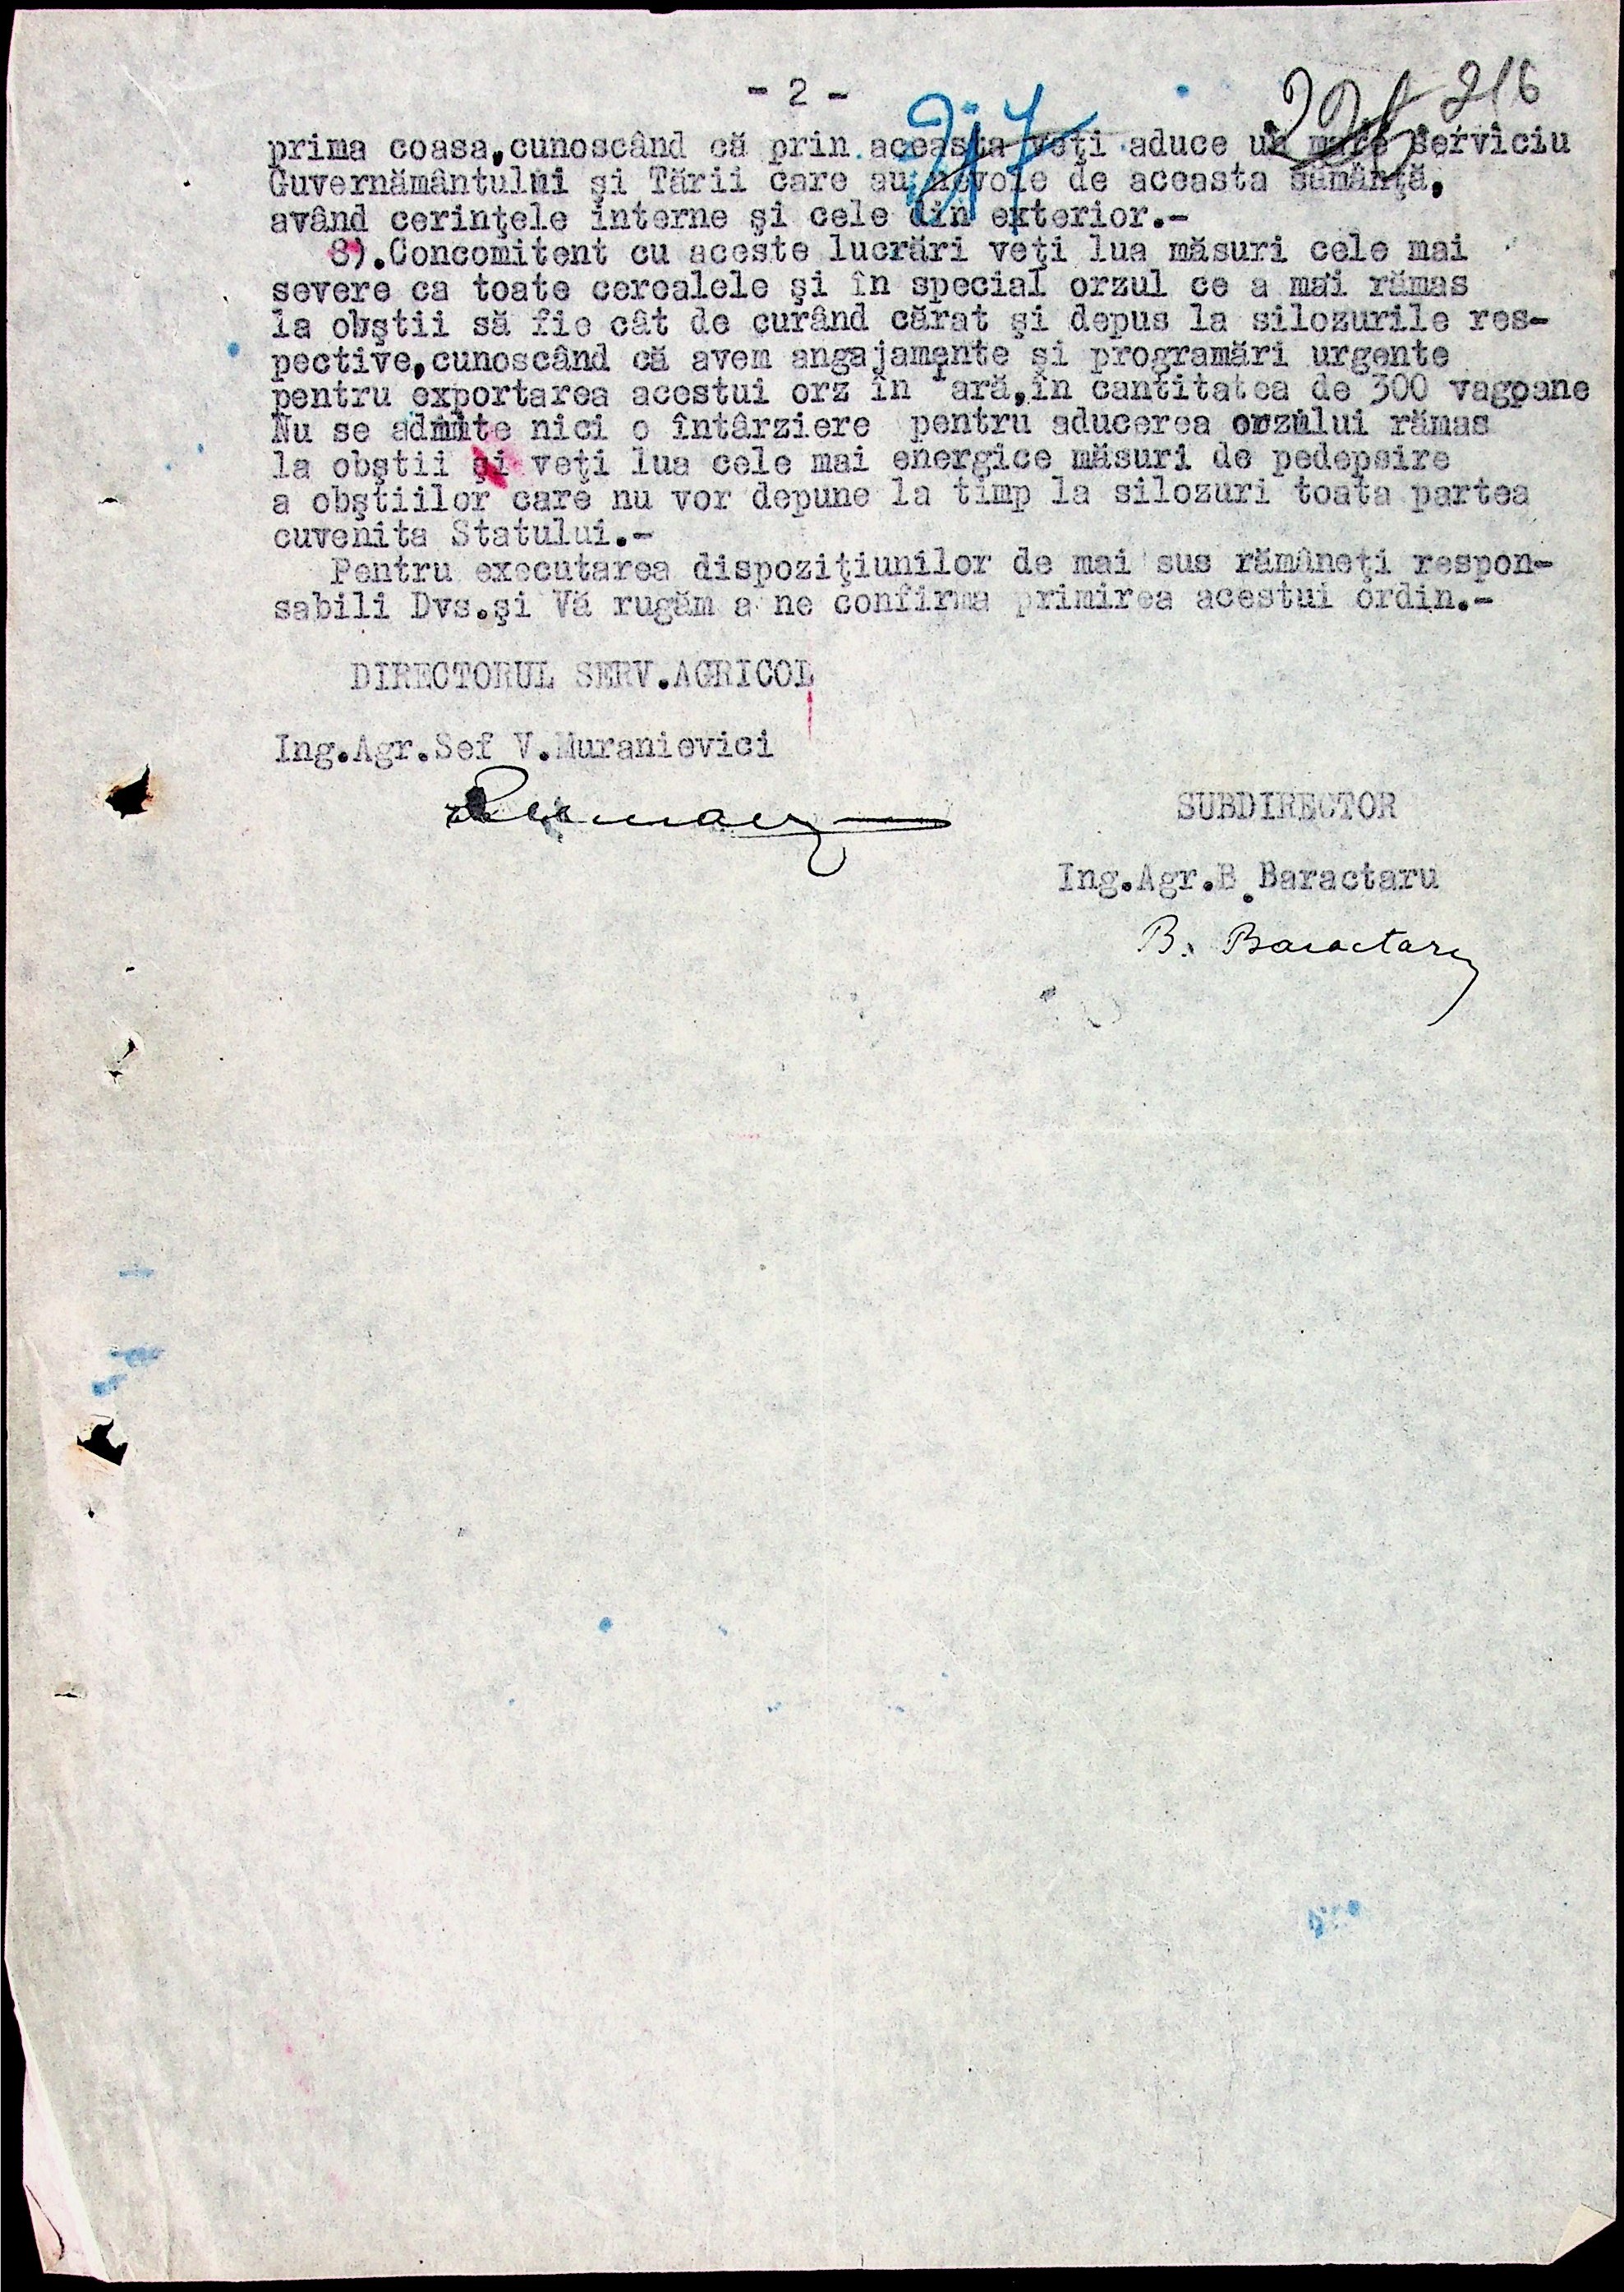 - 2 -
217
216
prima coasa,cunoscând că prin aceasta veţi aduce un mare serviciu
Guvernământului şi Tării care au nevoie de aceasta sămânţă,
având cerinţele interne şi cele din exterior.-
8).Concomitent cu aceste lucrări veţi lua măsuri cele mai
severe ca toate cerealele şi în special orzul ce a mai rămas
la obştii să fie cât de curând cărat şi depus la silozurile res-
pective,cunoscând că avem angajamente şi programări urgente
pentru exportarea acestui orz în Ţară,în cantitatea de 300 vagoane
Nu se admite nici o întârziere pentru aducerea orzului rămas
la obştii şi veţi lua cele mai energice măsuri de pedepsire
a obştiilor care nu vor depune la timp la silozuri toata partea
cuvenita Statului.-
Pentru executarea dispoziţiunilor de mai sus rămâneţi respon-
sabili Dvs.şi Vă rugăm a ne confirma primirea acestui ordin.-
DIRECTORUL SERV.AGRICOL
Ing.Agr.Sef V.Muranievici
SUBDIRECTOR
Ing.Agr.B.Baractaru
B. Baractaru